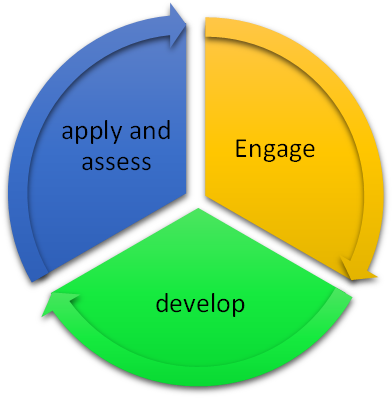 apply and
assess
Engage
develop